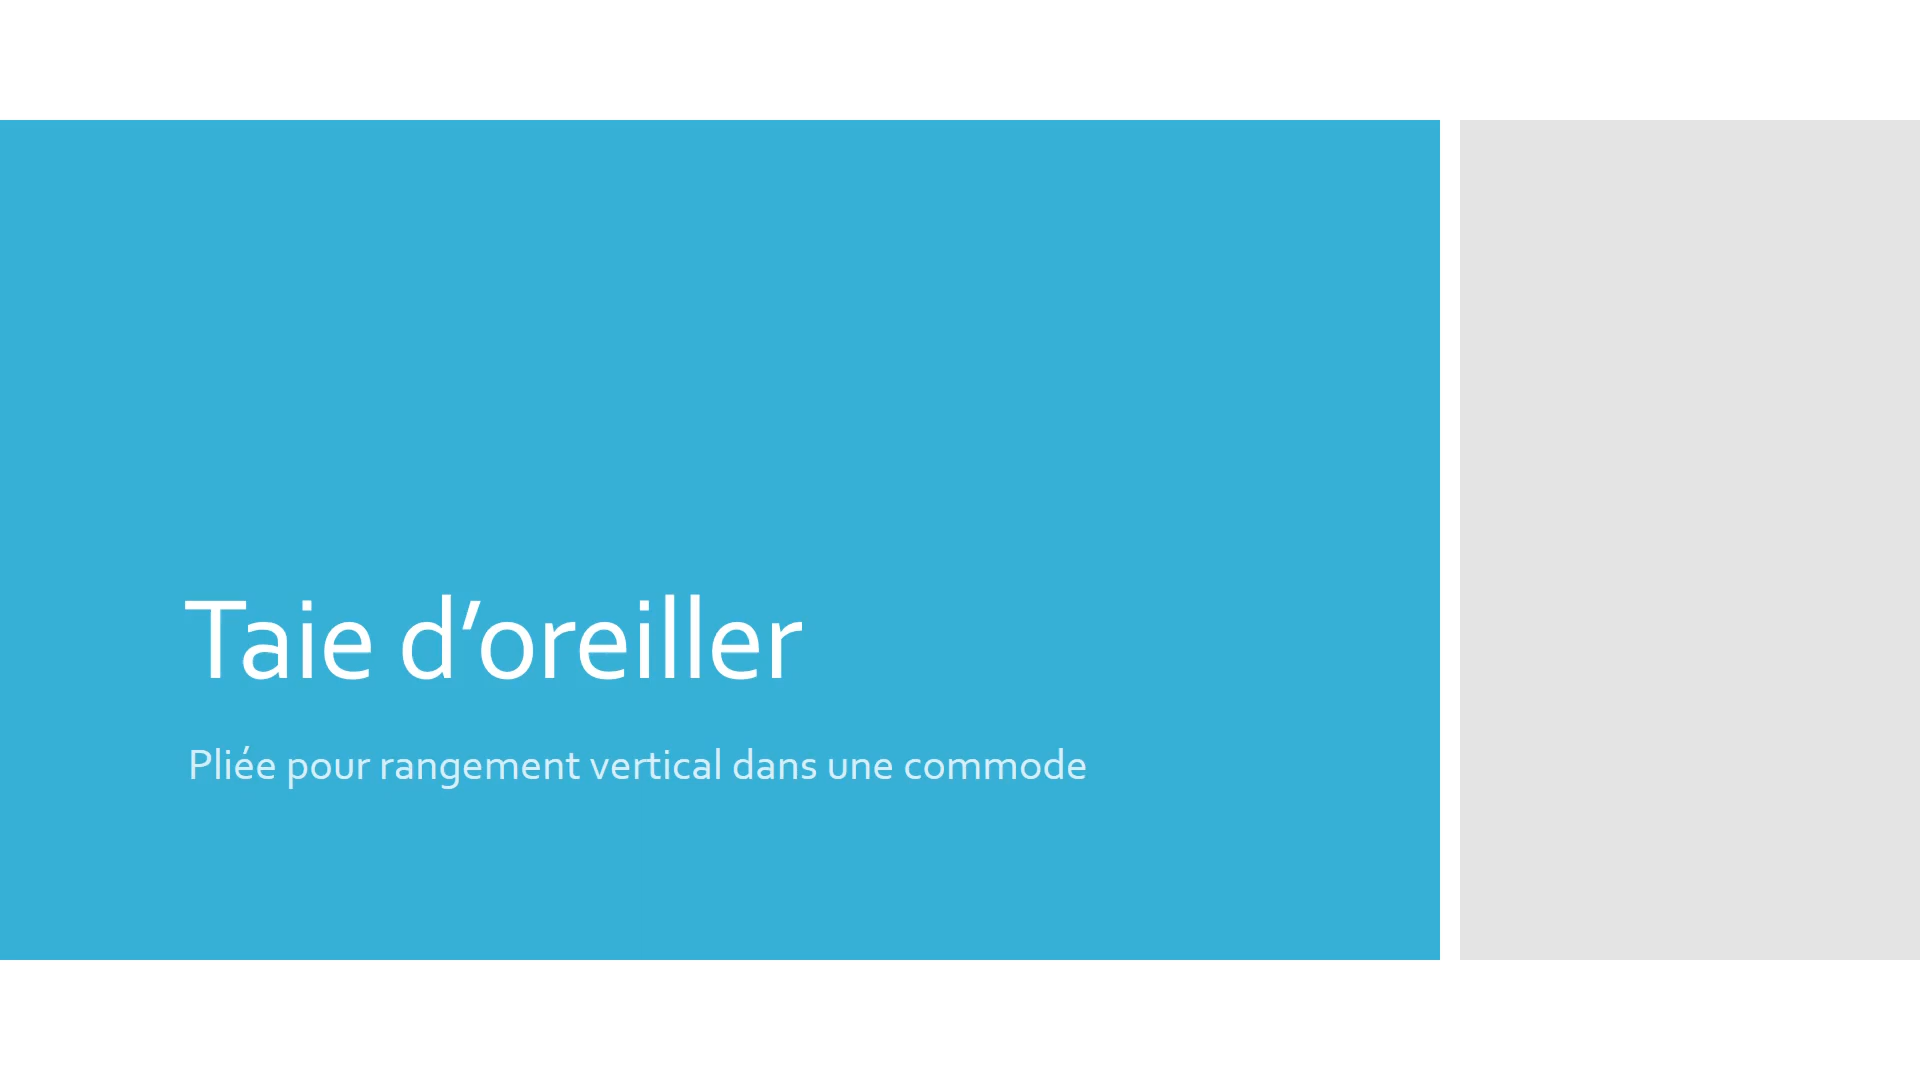 Taie d’oreiller
Pliée pour rangement vertical dans une commode